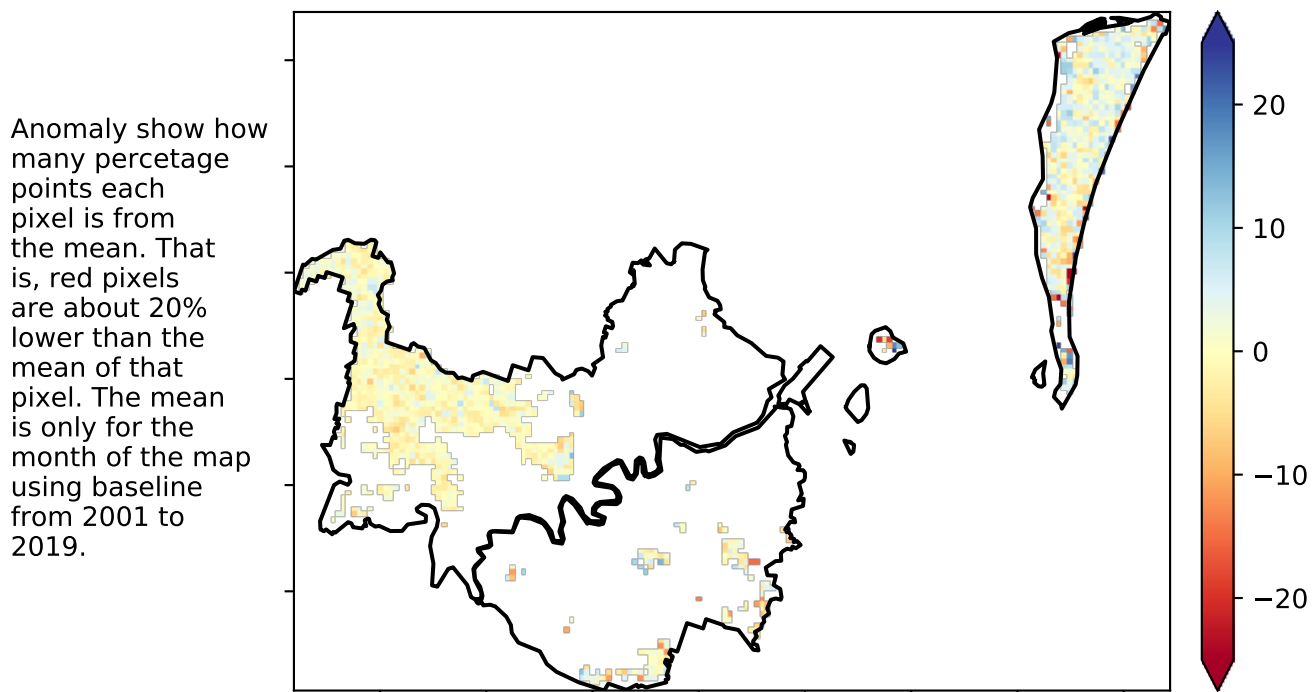 Anomaly show how
many percetage
points each
pixel is from
the mean. That
is, red pixels
are about 20%
lower than the
mean of that
pixel. The mean
is only for the
month of the map
using baseline
from 2001 to
2019.
20
10
0
−10
−20